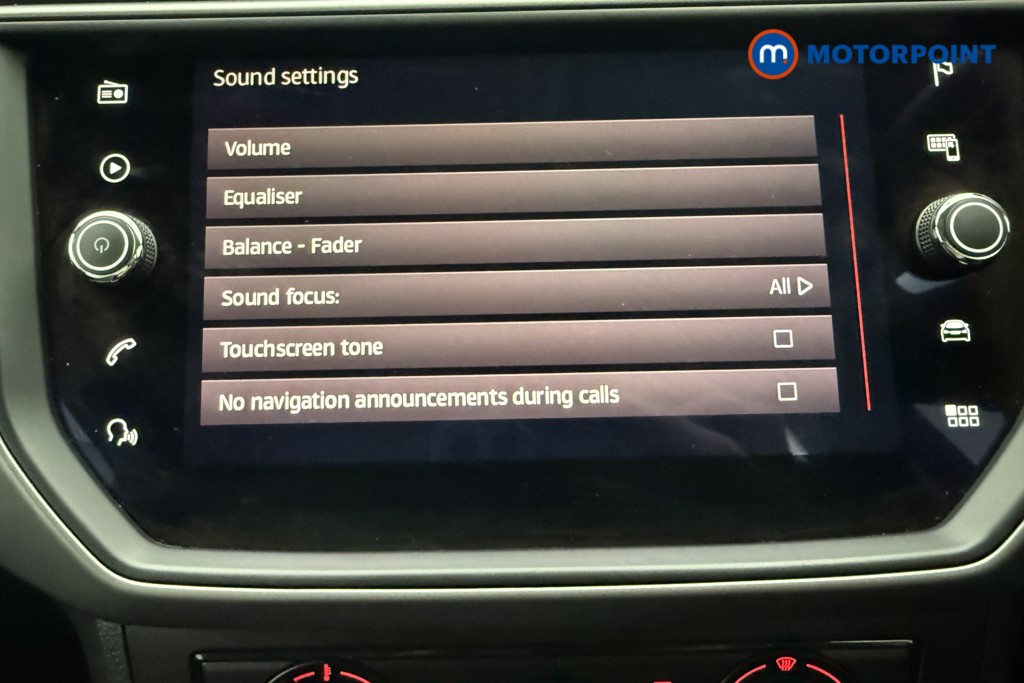 m MOTORPOINT
Sound settings
Volume
Equaliser
Balance - Fader
Sound focus: All
Touchscreen tone
No navigation announcements during calls